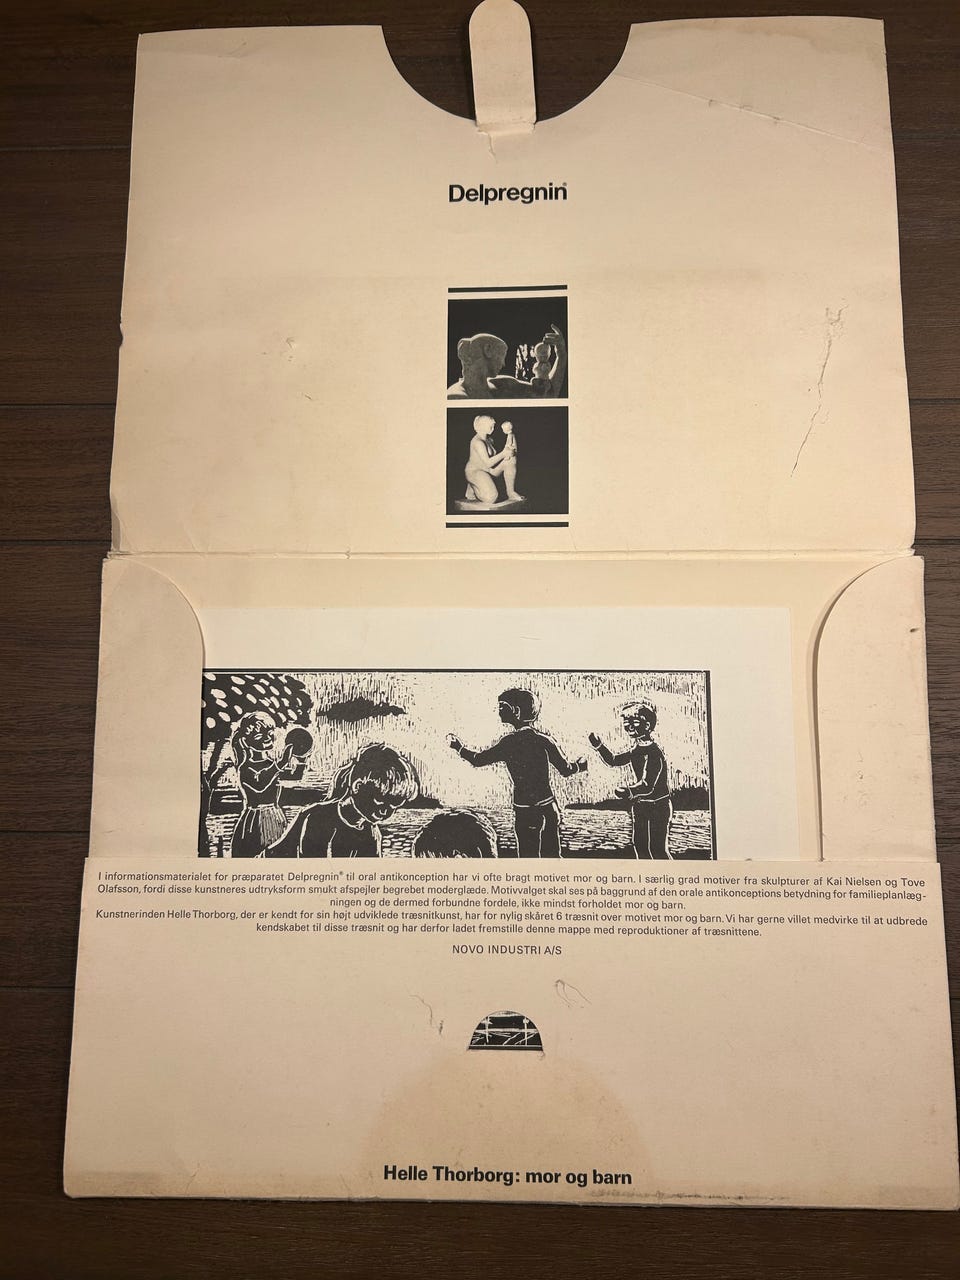 Delpregnin®
I informationsmaterialet for præparatet Delpregnin® til oral antikonception har vi ofte bragt motivet mor og barn. I særlig grad motiver fra skulpturer af Kai Nielsen og Tove
Olafsson, fordi disse kunstneres udtryksform smukt afspejler begrebet moderglæde. Motivvalget skal ses på baggrund af den orale antikonceptions betydning for familieplanlæg-
ningen og de dermed forbundne fordele, ikke mindst forholdet mor og barn.
Kunstnerinden Helle Thorborg, der er kendt for sin højt udviklede træsnitkunst, har for nylig skåret 6 træsnit over motivet mor og barn. Vi har gerne villet medvirke til at udbrede
kendskabet til disse træsnit og har derfor ladet fremstille denne mappe med reproduktioner af træsnittene.
NOVO INDUSTRI A/S
Helle Thorborg: mor og barn